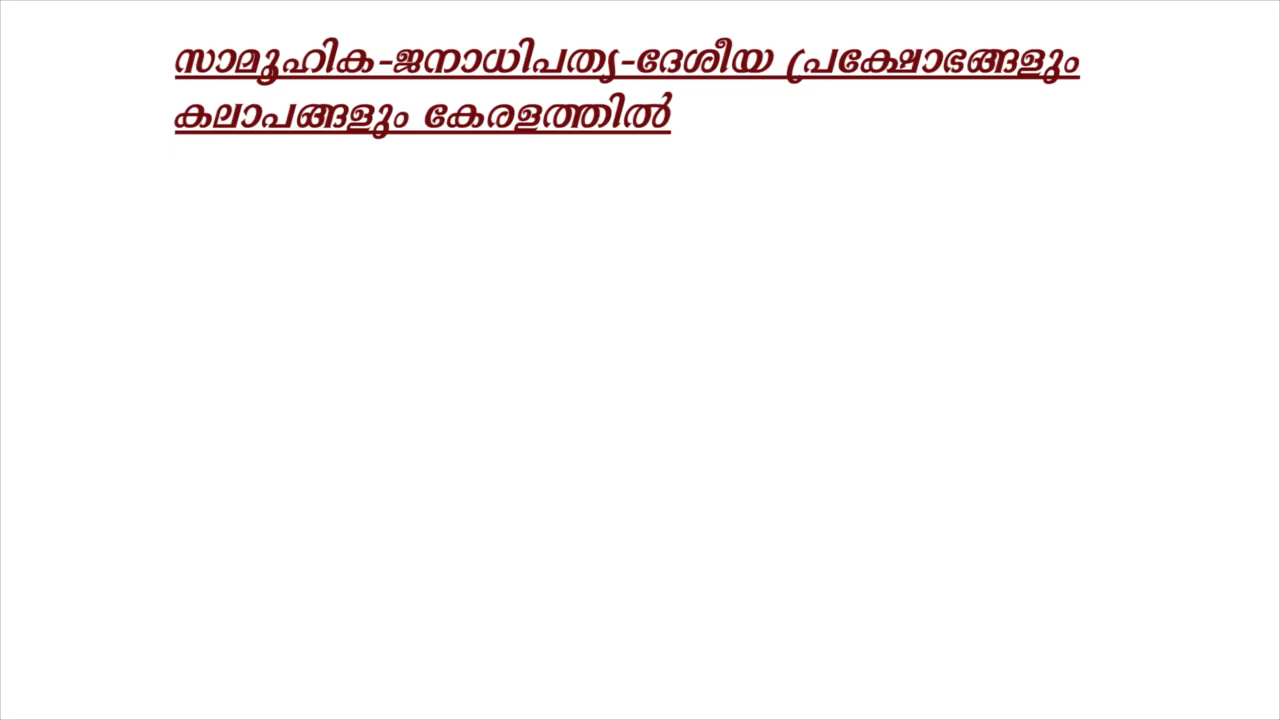 സാമൂഹിക-ജനാധിപത്യ-ദേശീയ പ്രക്ഷോഭങ്ങളും
കലാപങ്ങളും കേരളത്തിൽ